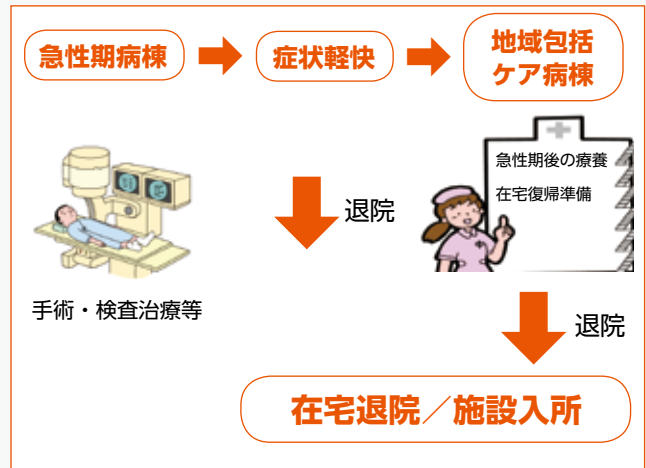 急性期病棟
症状軽快
地域包括
ケア病棟
急性期後の療養
在宅復帰準備
退院
手術・検査治療等
退院
在宅退院／施設入所